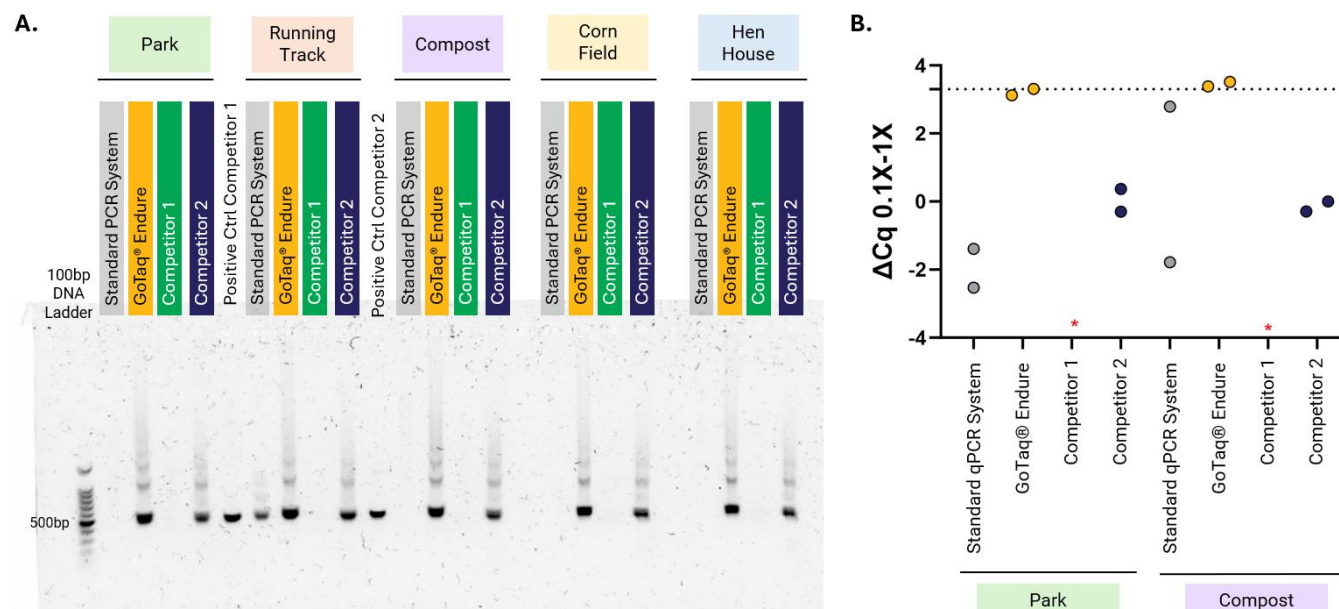 A.
Park
Running
Track
Compost
Corn
Field
Hen
House
100bp
DNA
Ladder
Standard PCR System
GoTaq® Endure
Competitor 1
Competitor 2
Positive Ctrl Competitor 1
Standard PCR System
GoTaq® Endure
Competitor 1
Competitor 2
Positive Ctrl Competitor 2
Standard PCR System
GoTaq® Endure
Competitor 1
Competitor 2
Standard PCR System
GoTaq® Endure
Competitor 1
Competitor 2
Standard PCR System
GoTaq® Endure
Competitor 1
Competitor 2
500bp
B.
ΔCq 0.1X-1X
4
2
0
-2
-4
*
*
Standard qPCR System
GoTaq® Endure
Competitor 1
Competitor 2
Standard qPCR System
GoTaq® Endure
Competitor 1
Competitor 2
Park
Compost